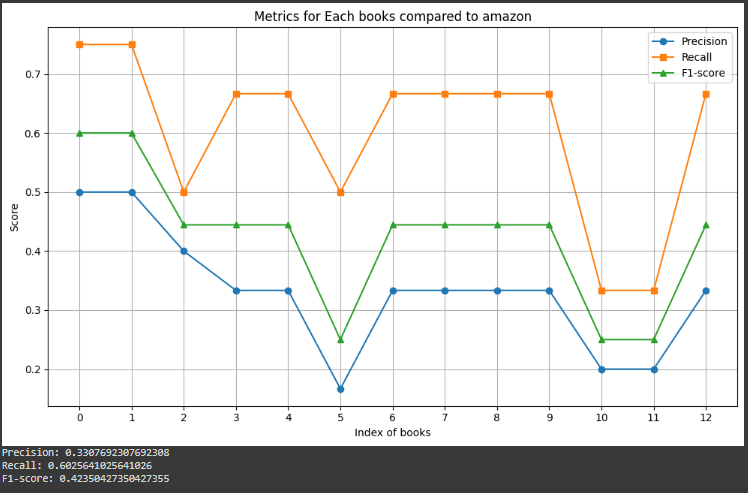 Metrics for Each books compared to amazon
Precision
Recall
F1-score
0.7
0.6
0.5
0.4
0.3
0.2
Score
0 1 2 3 4 5 6 7 8 9 10 11 12
Index of books
Precision: 0.3307692307692308
Recall: 0.6025641025641026
F1-score: 0.42350427350427355